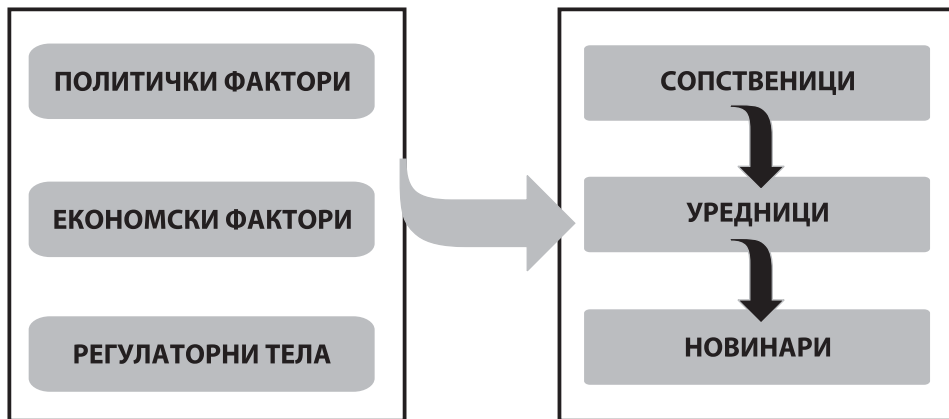 ПОЛИТИЧКИ ФАКТОРИ
ЕКОНОМСКИ ФАКТОРИ
РЕГУЛАТОРНИ ТЕЛА
СОПСТВЕНИЦИ
УРЕДНИЦИ
НОВИНАРИ